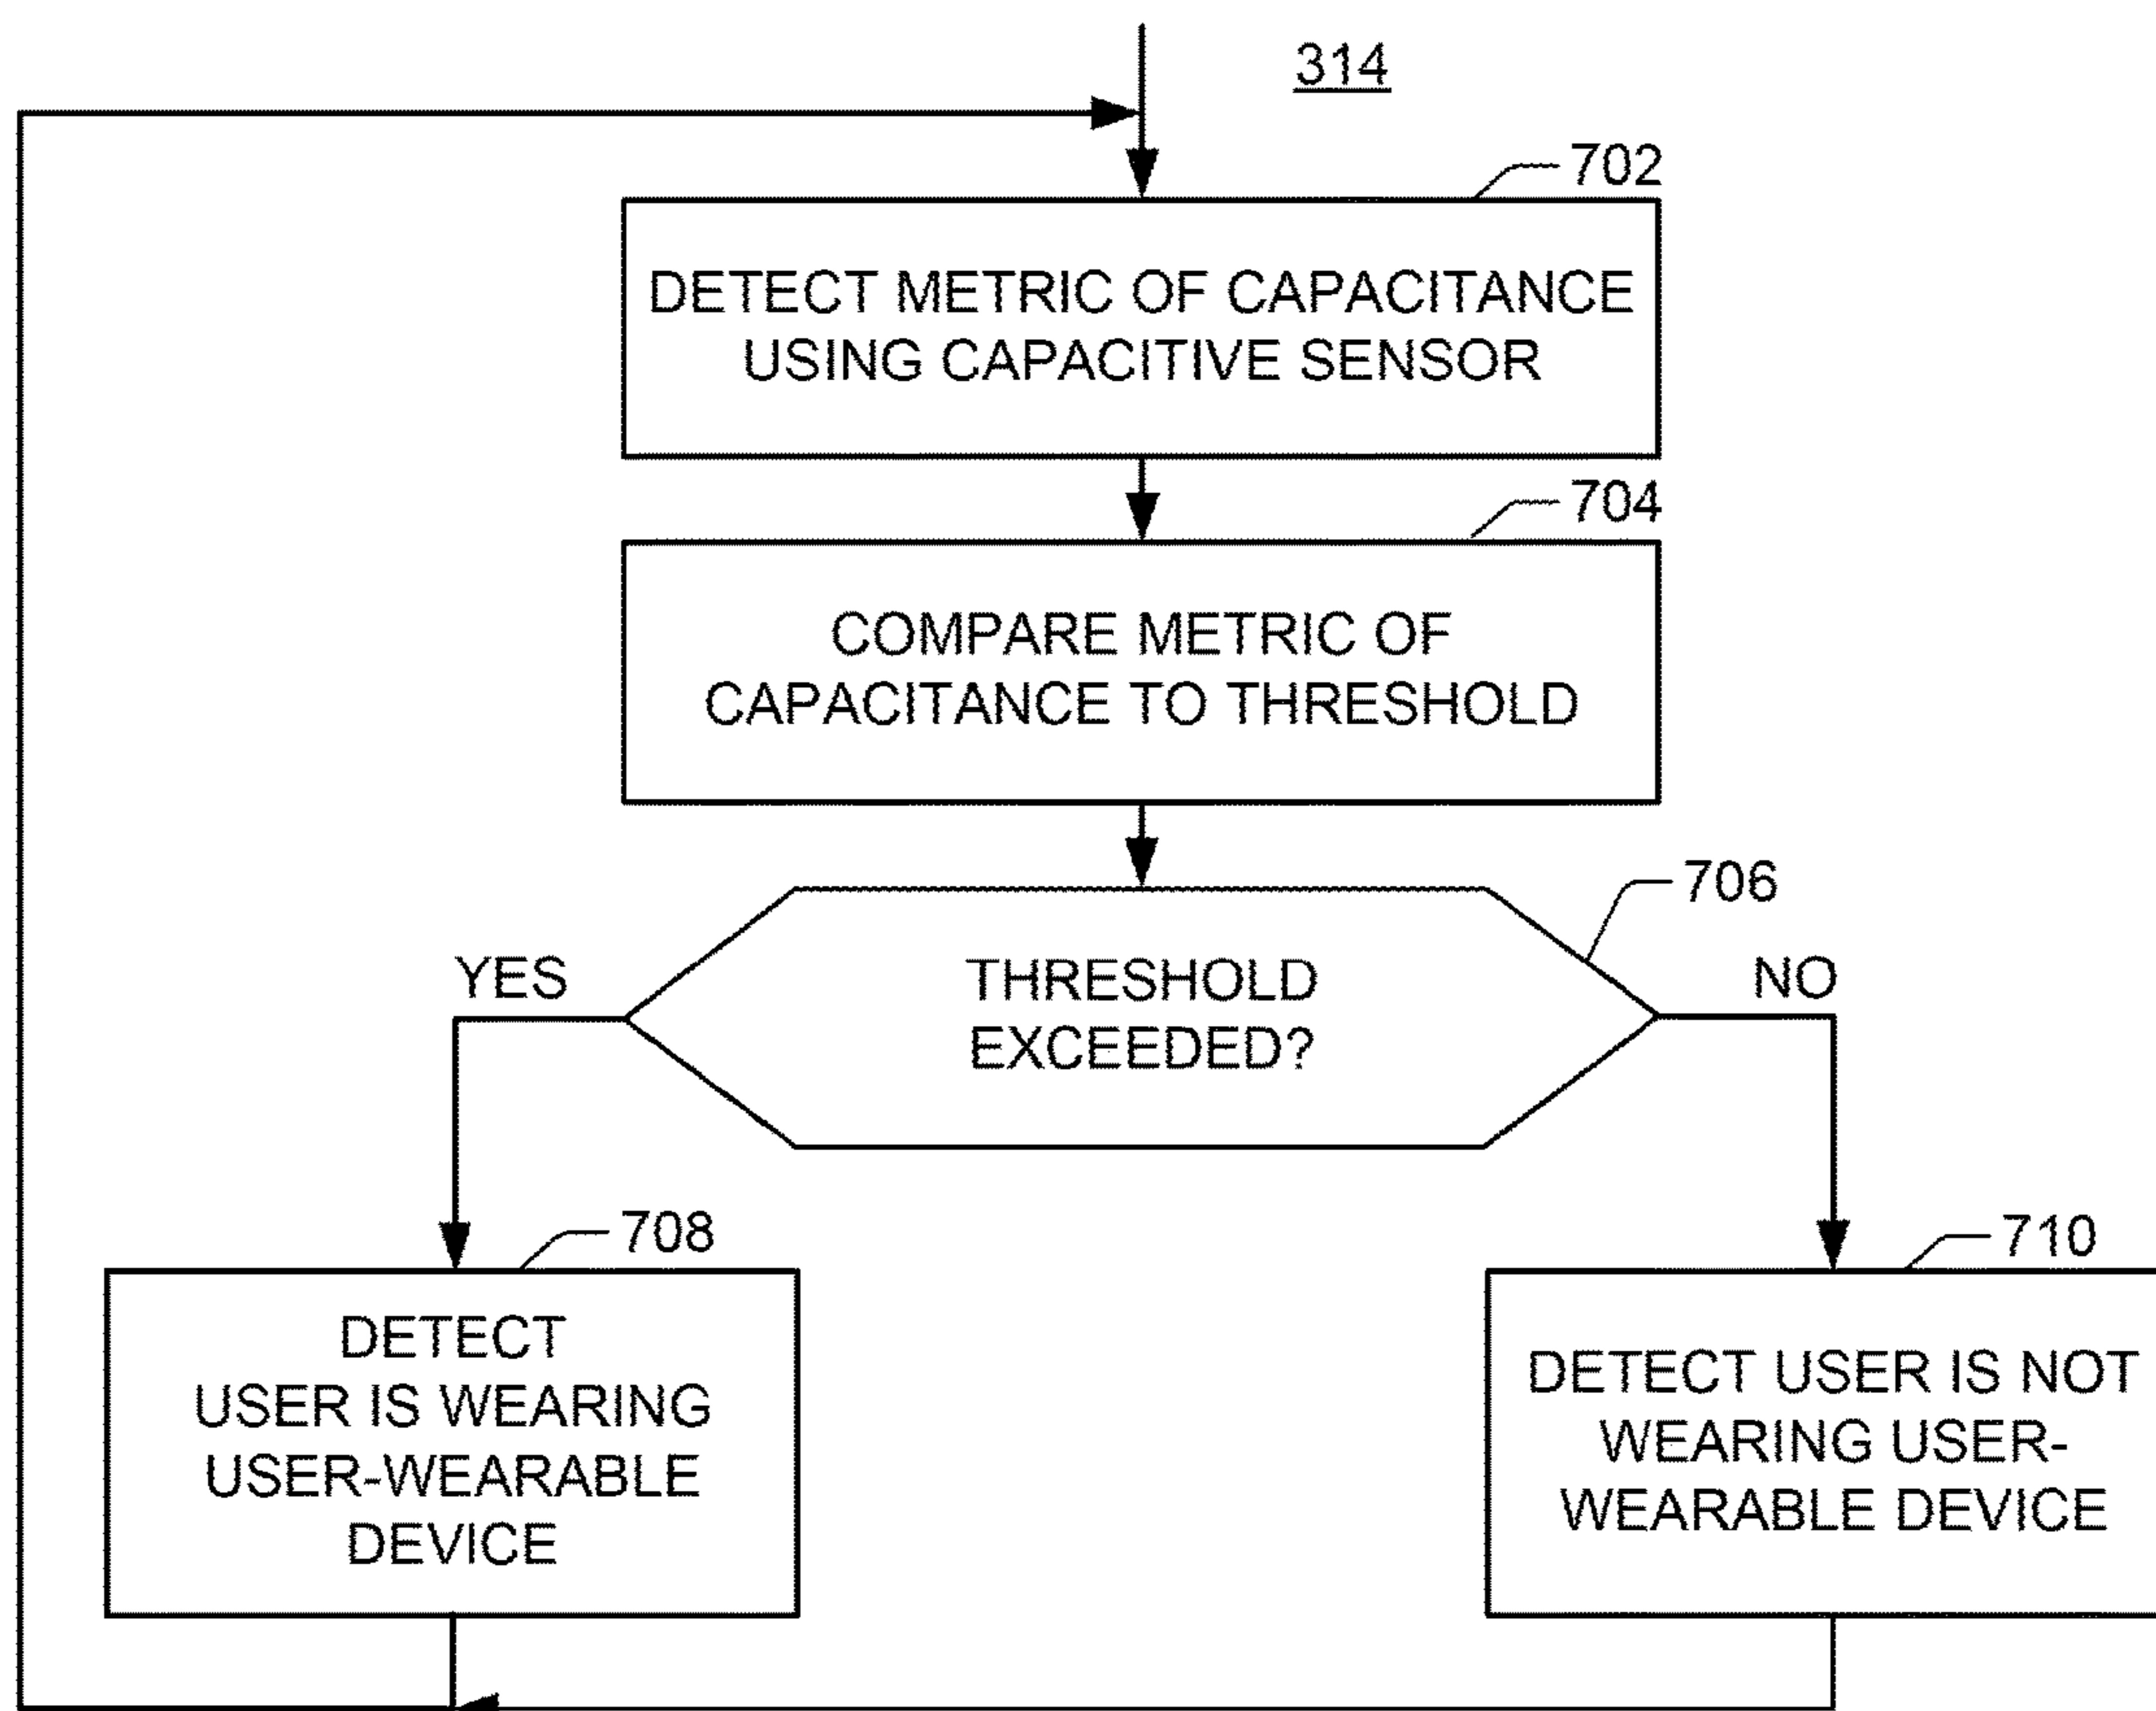 314
702
DETECT METRIC OF CAPACITANCE
USING CAPACITIVE SENSOR
704
COMPARE METRIC OF
CAPACITANCE TO THRESHOLD
706
YES
THRESHOLD
EXCEEDED?
NO
708
DETECT
USER IS WEARING
USER-WEARABLE
DEVICE
710
DETECT USER IS NOT
WEARING USER-
WEARABLE DEVICE